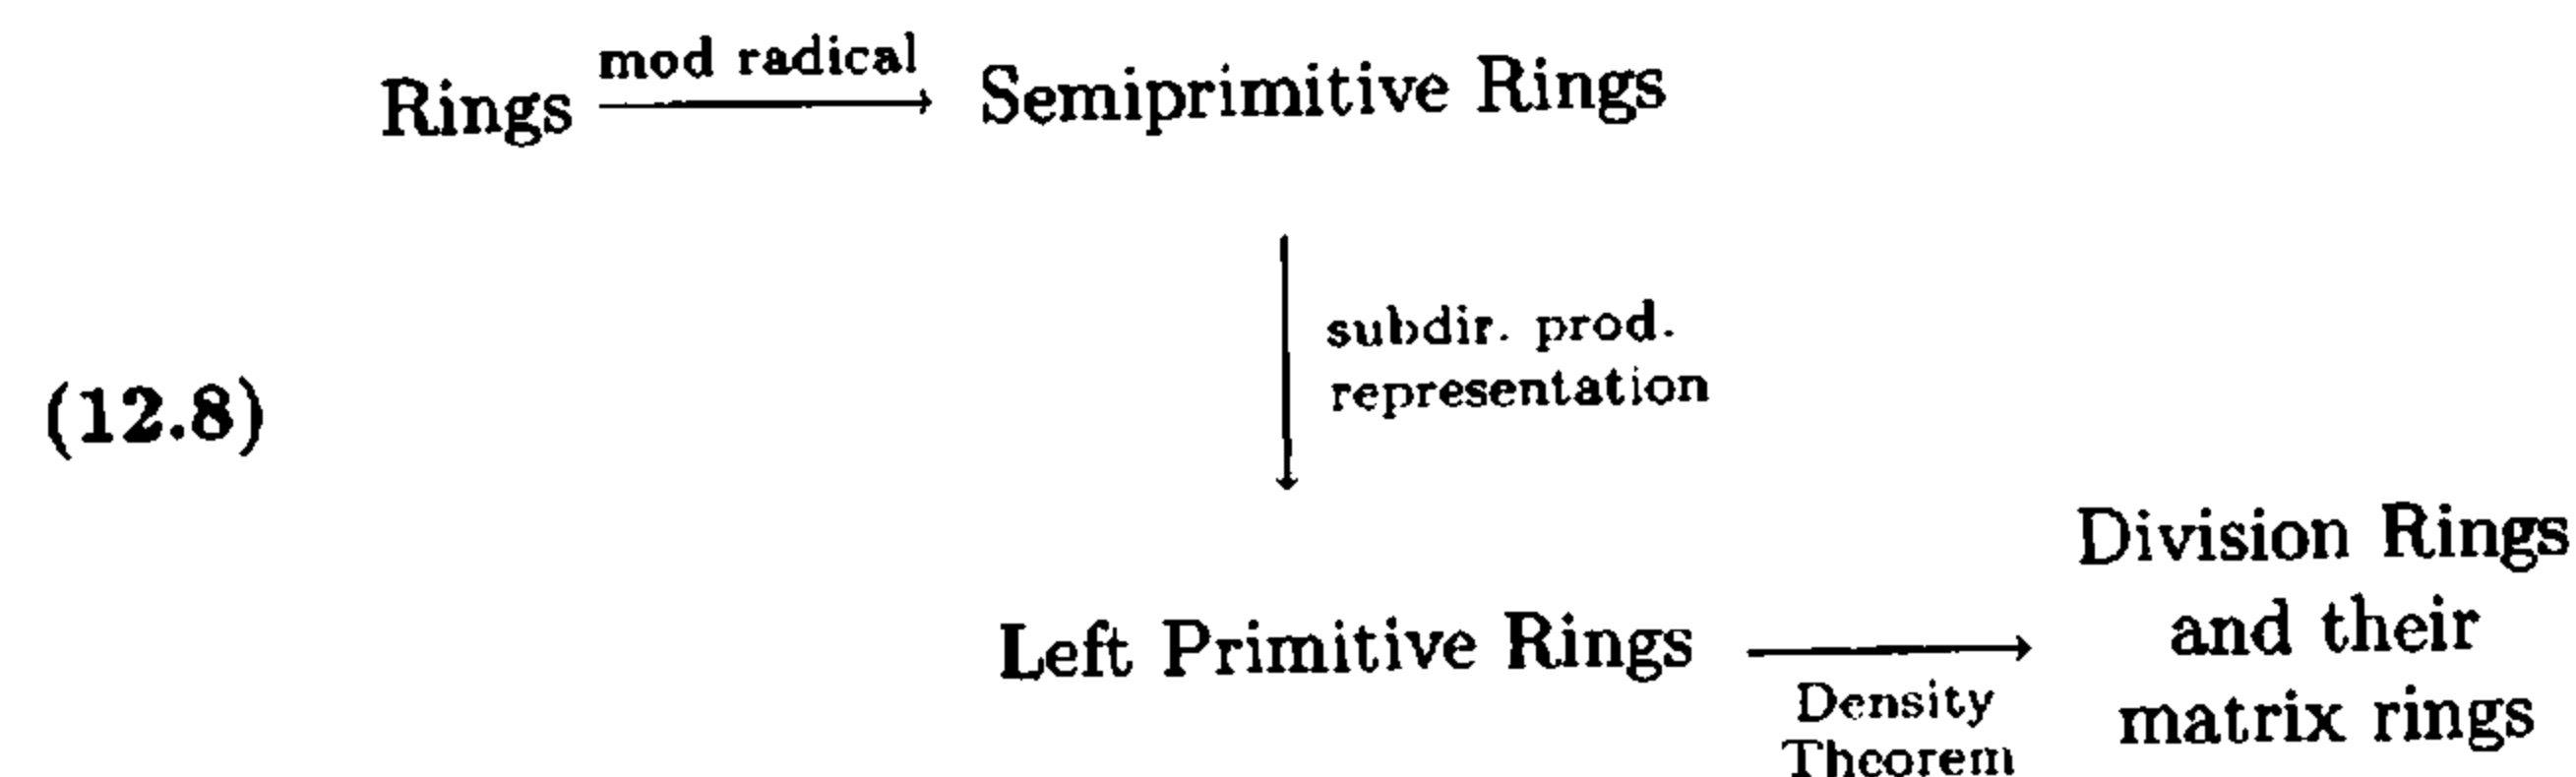 mod radical
Rings Semiprimitive Rings
subdir. prod.
representation
(12.8)
Division Rings
Left Primitive Rings and their
Density matrix rings
Theorem